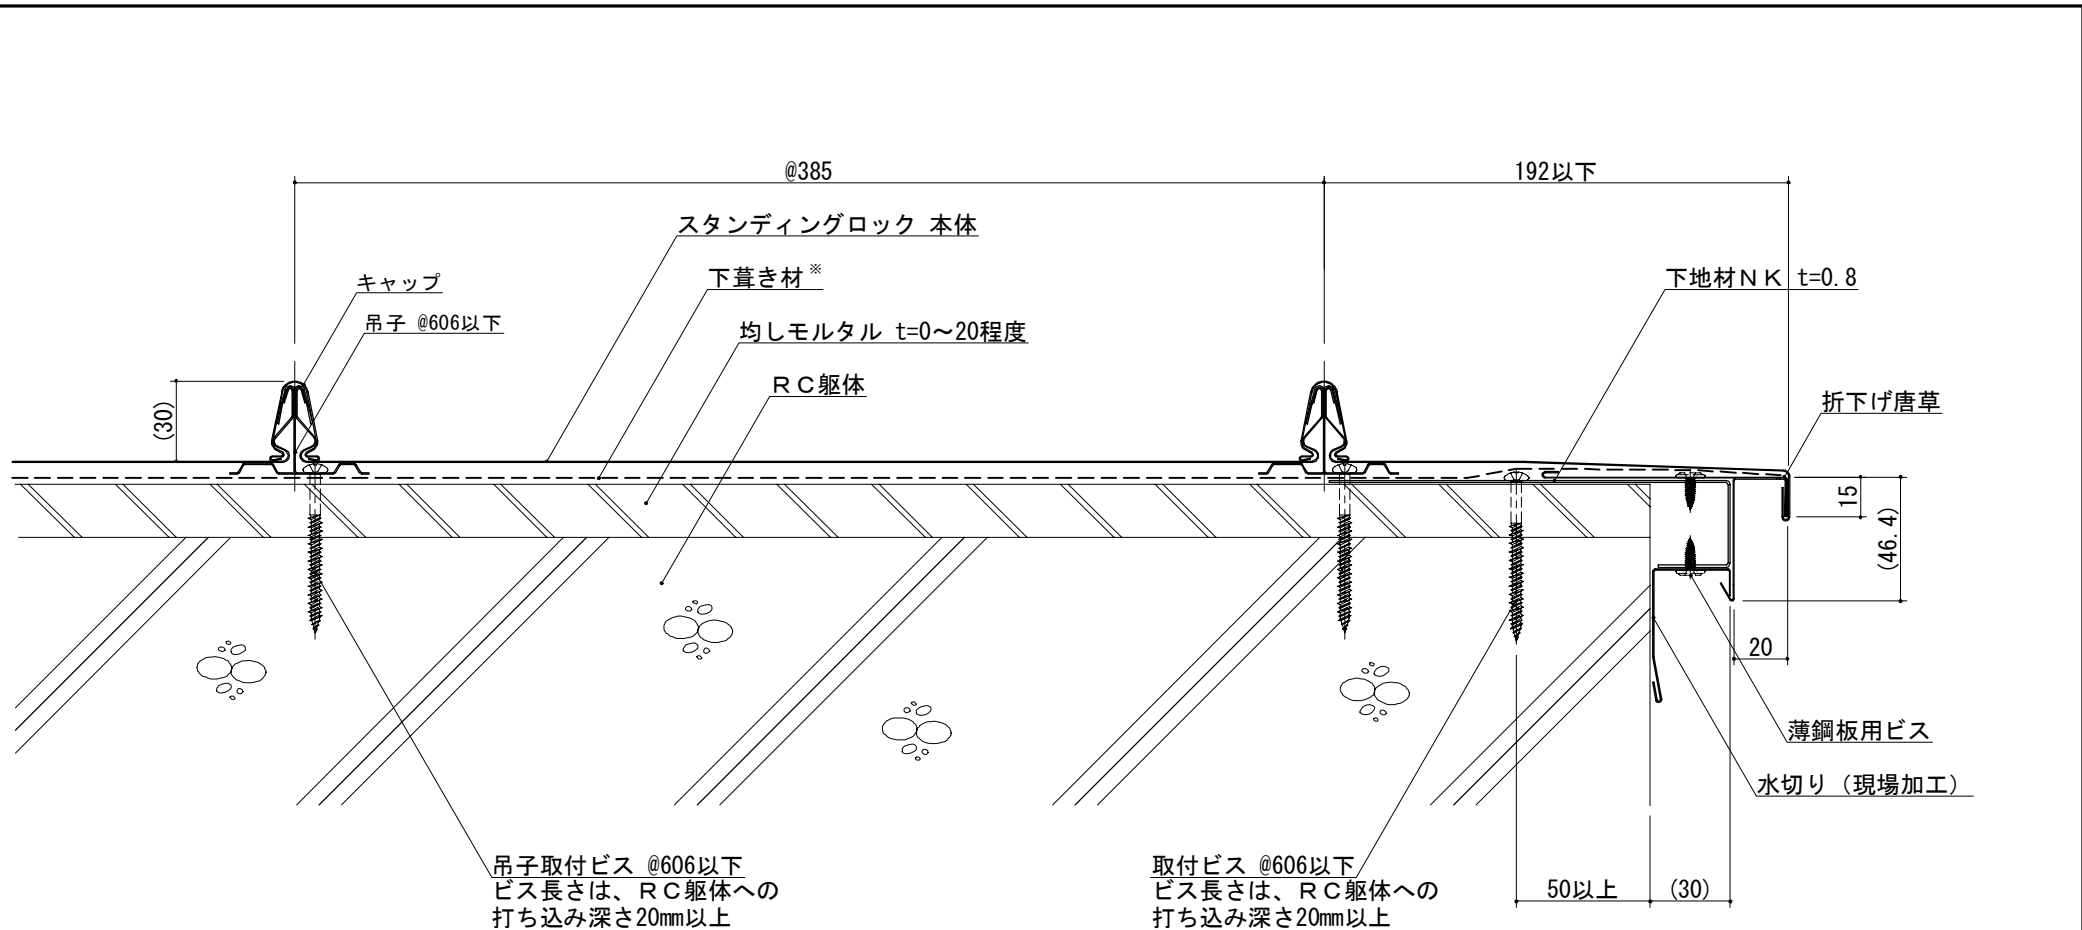 @385
192以下
スタンディングロック 本体
キャップ
下葺き材※
下地材ＮＫ t=0.8
吊子 @606以下
均しモルタル t=0～20程度
ＲＣ躯体
(30)
折下げ唐草
15
(46.4)
20
薄鋼板用ビス
水切り（現場加工）
吊子取付ビス @606以下
ビス長さは、ＲＣ躯体への
打ち込み深さ20mm以上
取付ビス @606以下
ビス長さは、ＲＣ躯体への
打ち込み深さ20mm以上
50以上
(30)